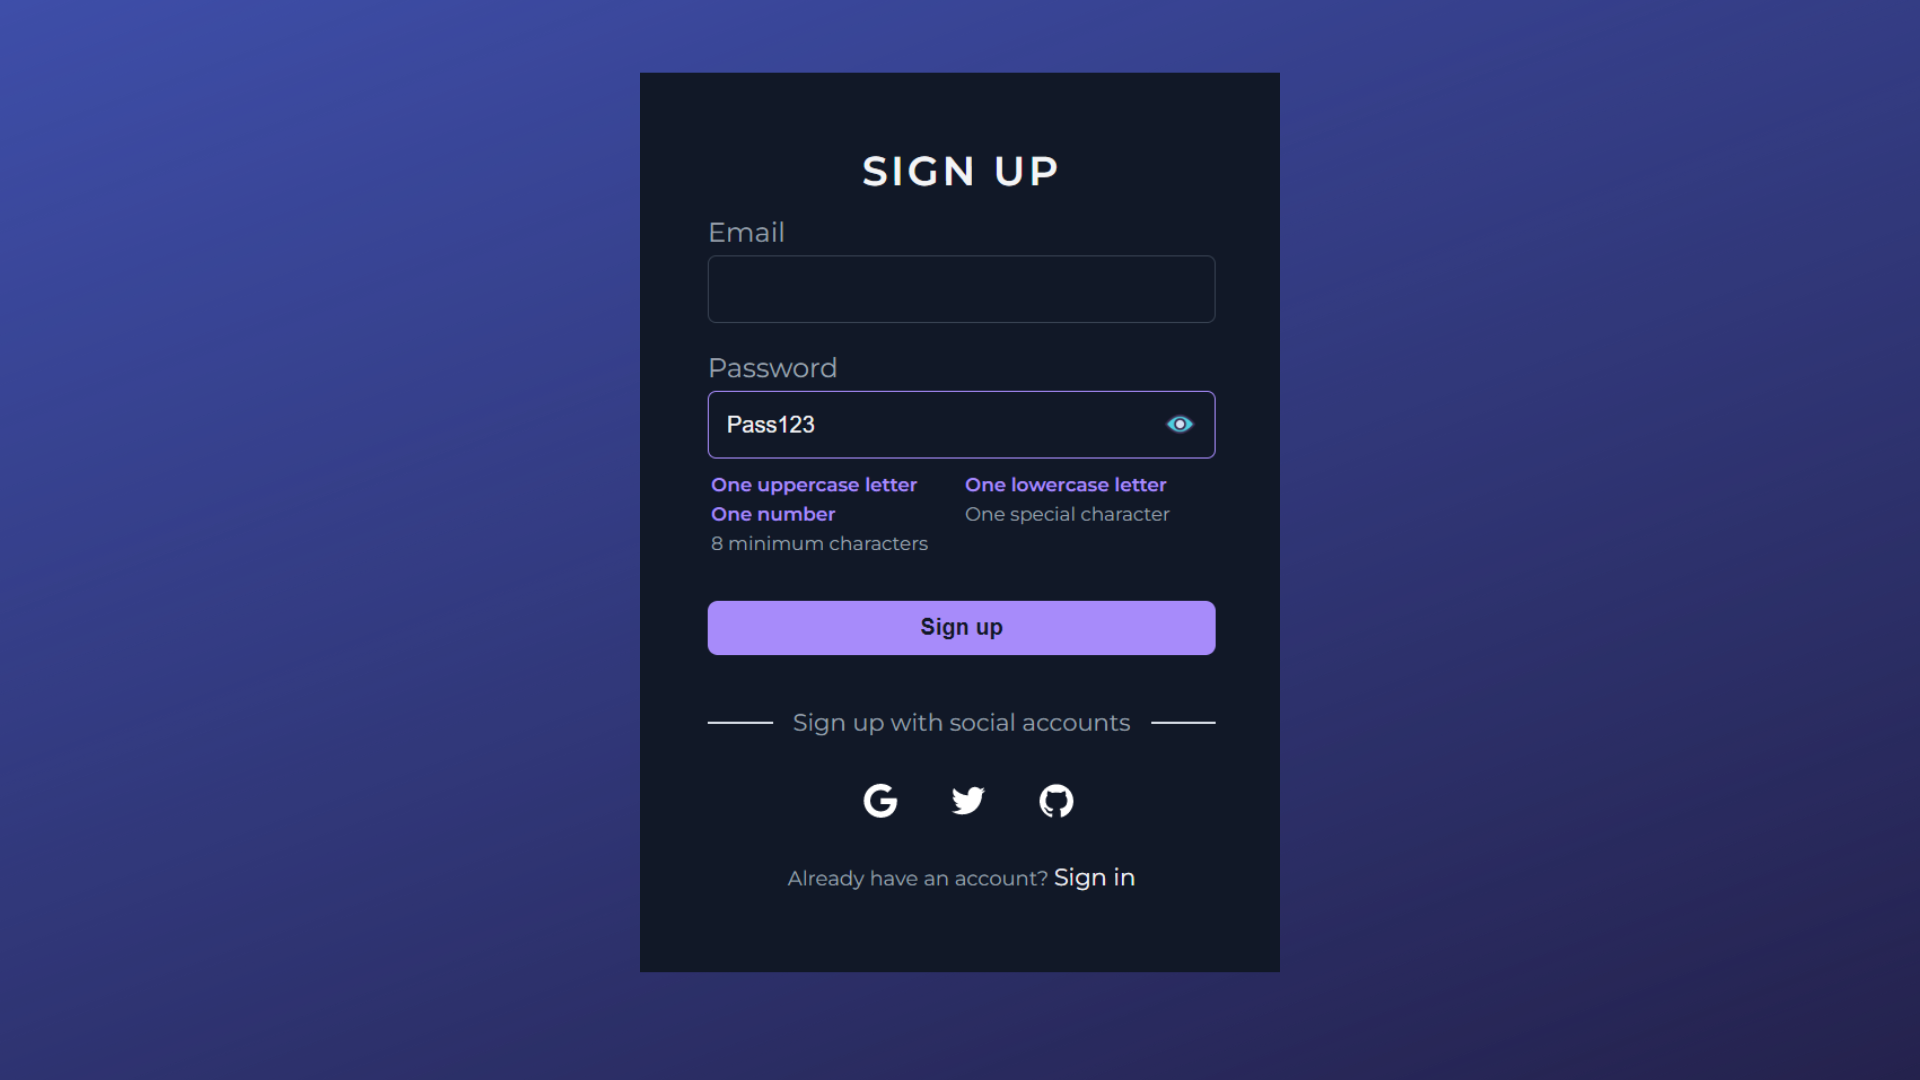 SIGN UP
Email
Password
Pass123
One uppercase letter One lowercase letter
One number One special character
8 minimum characters
Sign up
Sign up with social accounts
Already have an account? Sign in